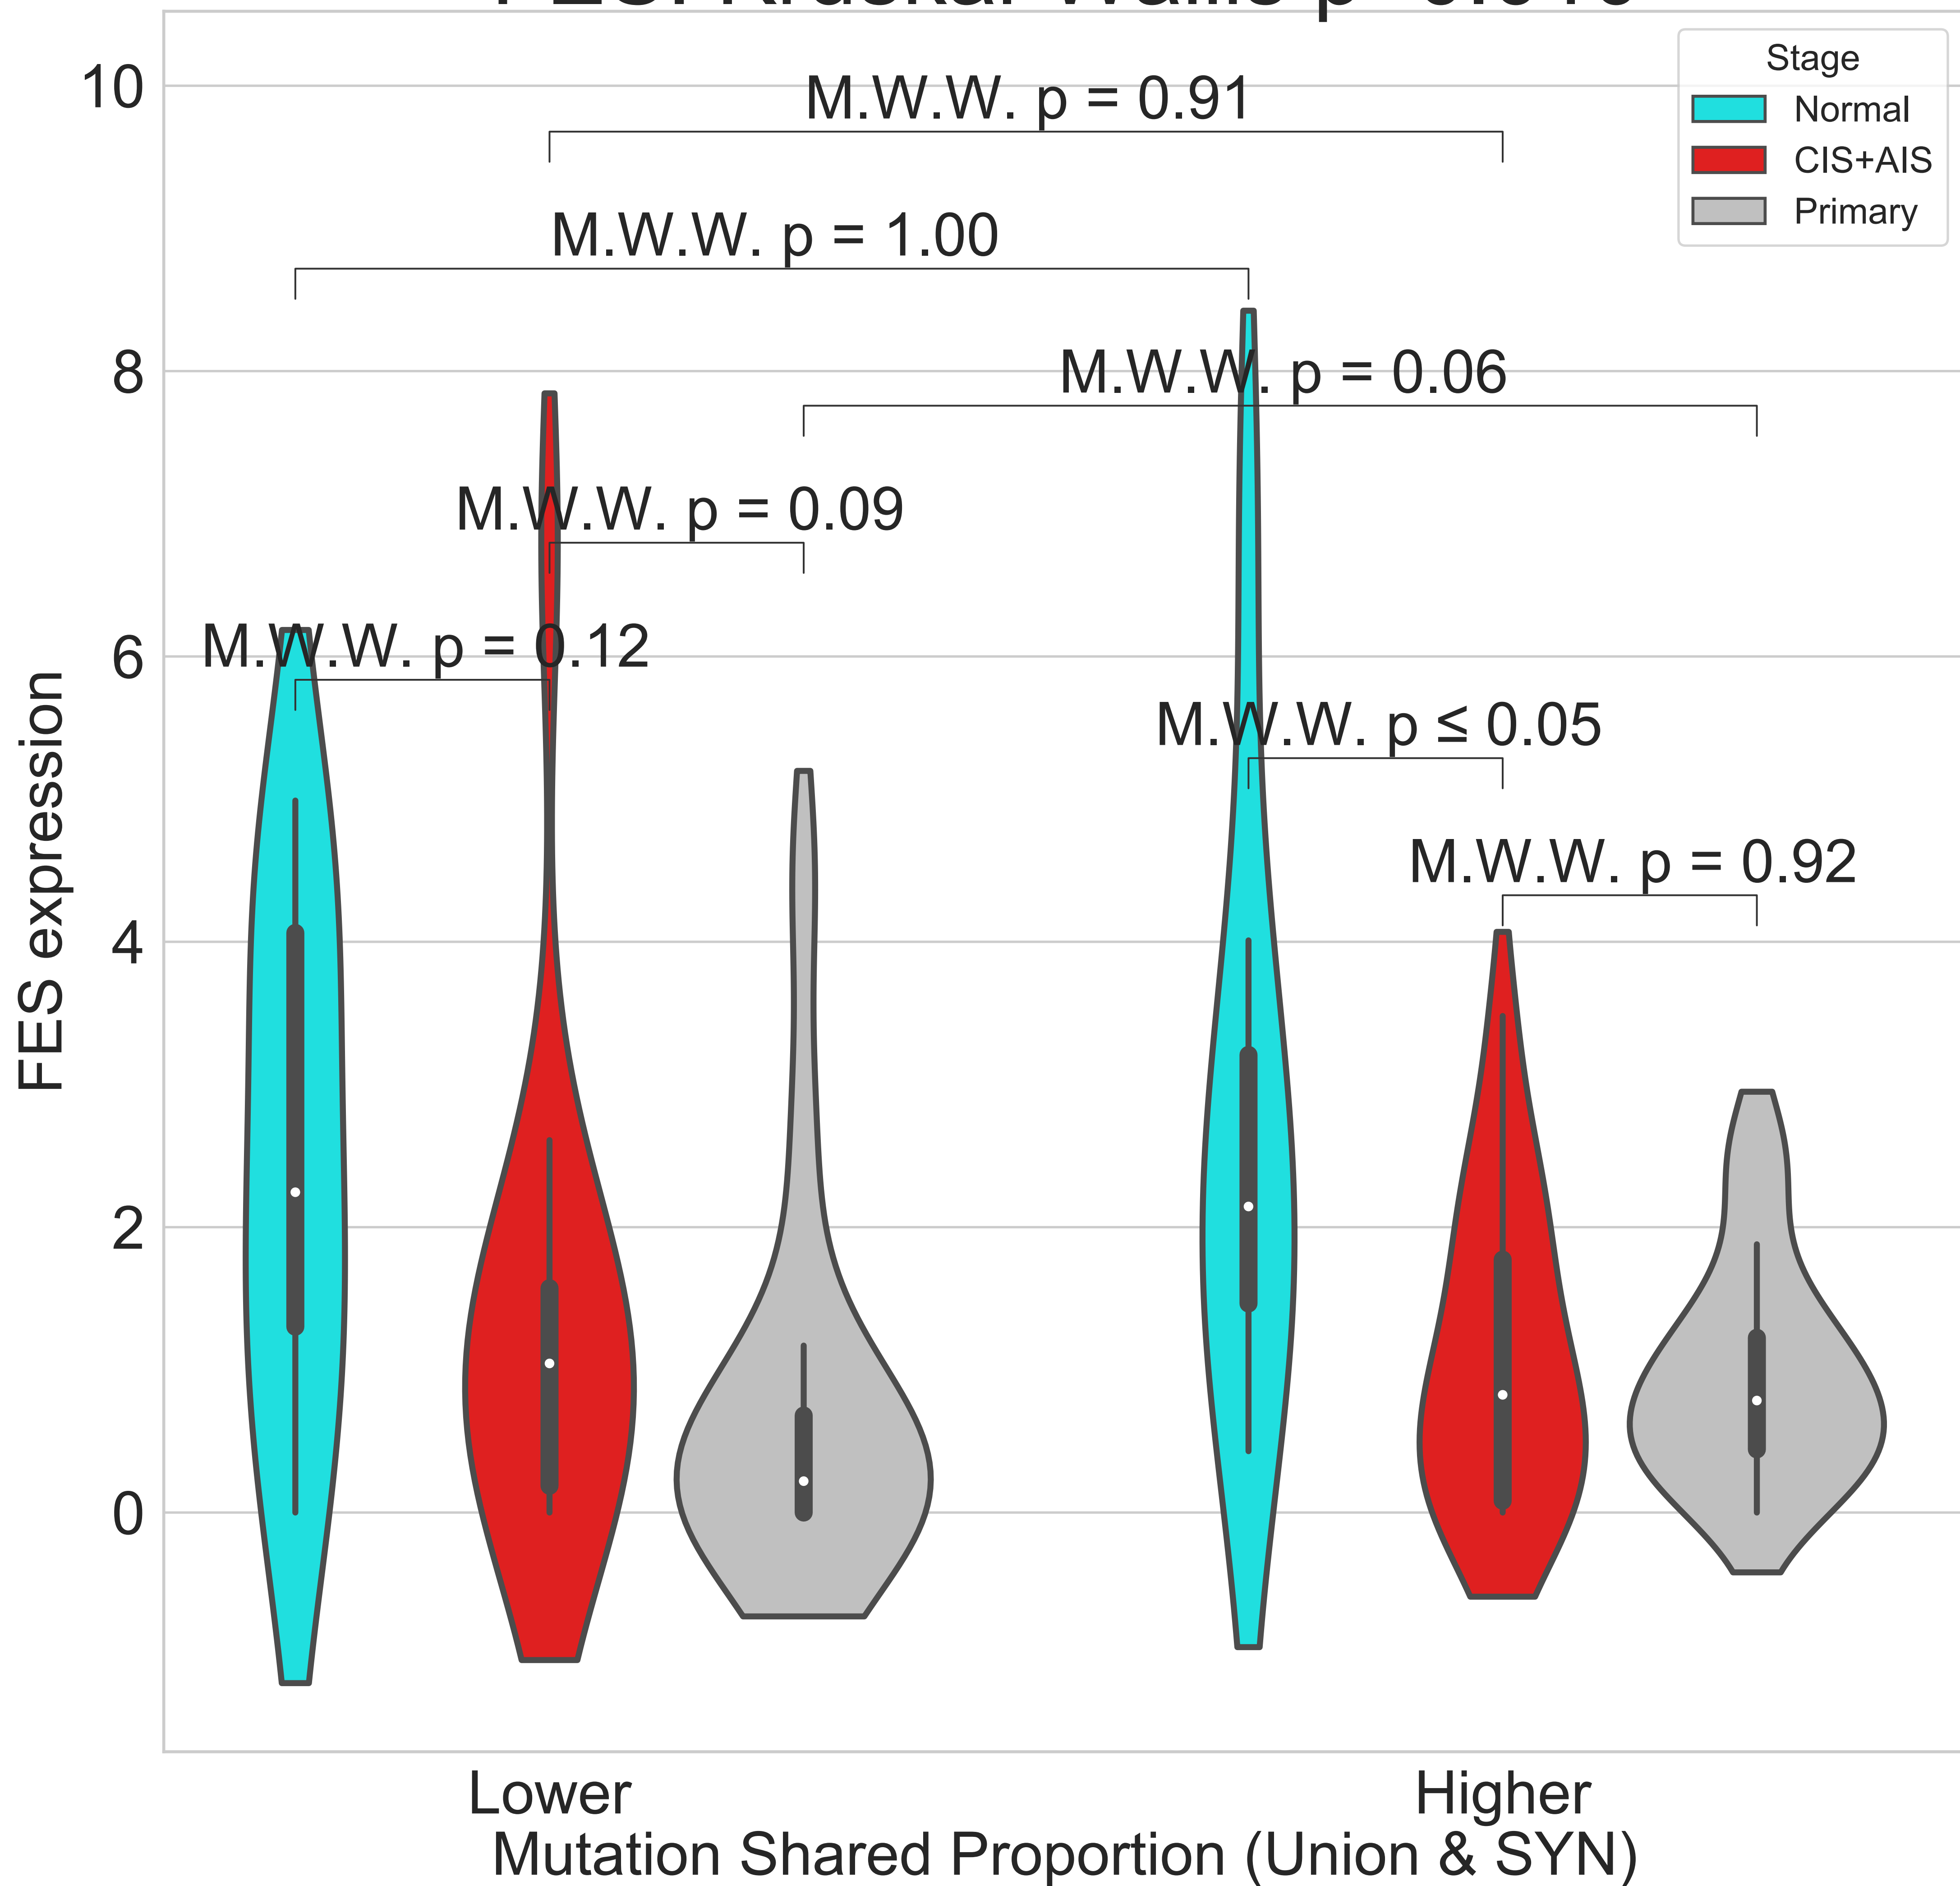 Stage
Normal
CIS+AIS
Primary
10
8
6
4
2
0
FES expression
M.W.W. p = 0.91
M.W.W. p = 1.00
M.W.W. p = 0.06
M.W.W. p = 0.09
M.W.W. p = 0.12
M.W.W. p ≤ 0.05
M.W.W. p = 0.92
Lower
Higher
Mutation Shared Proportion (Union & SYN)